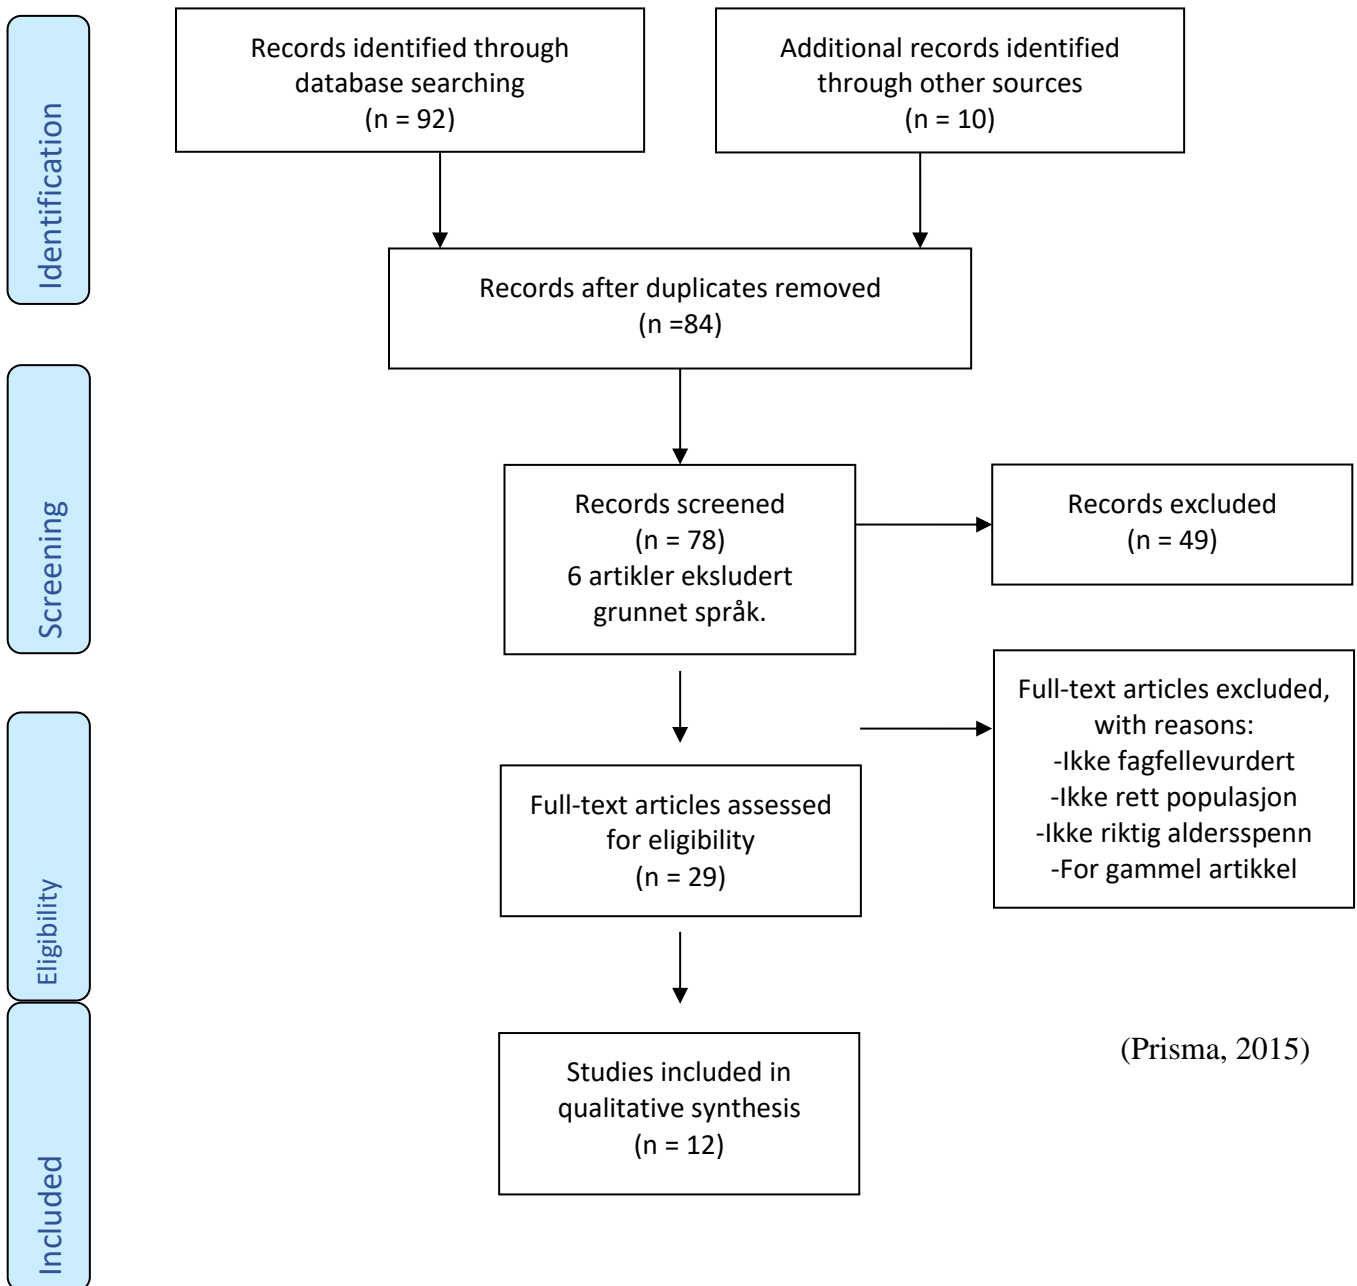 Identification
Records identified through
database searching
(n = 92)
Additional records identified
through other sources
(n = 10)
Records after duplicates removed
(n =84)
Screening
Records screened
(n = 78)
6 artikler eksludert
grunnet språk.
Records excluded
(n = 49)
Eligibility
Full-text articles assessed
for eligibility
(n = 29)
Full-text articles excluded,
with reasons:
-Ikke fagfellevurdert
-Ikke rett populasjon
-Ikke riktig aldersspenn
-For gammel artikkel
Included
Studies included in
qualitative synthesis
(n = 12)
(Prisma, 2015)